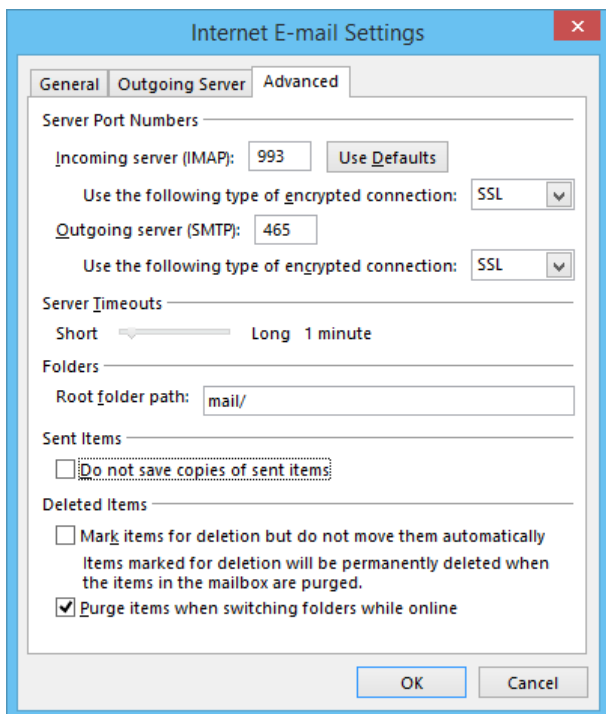 Internet E-mail Settings
General Outgoing Server Advanced
Server Port Numbers
Incoming server (IMAP): 993 Use Defaults
Use the following type of encrypted connection: SSL
Outgoing server (SMTP): 465
Use the following type of encrypted connection: SSL
Server Timeouts
Short Long 1 minute
Folders
Root folder path: mail/
Sent Items
Do not save copies of sent items
Deleted Items
Mark items for deletion but do not move them automatically
Items marked for deletion will be permanently deleted when
the items in the mailbox are purged.
Purge items when switching folders while online
OK Cancel